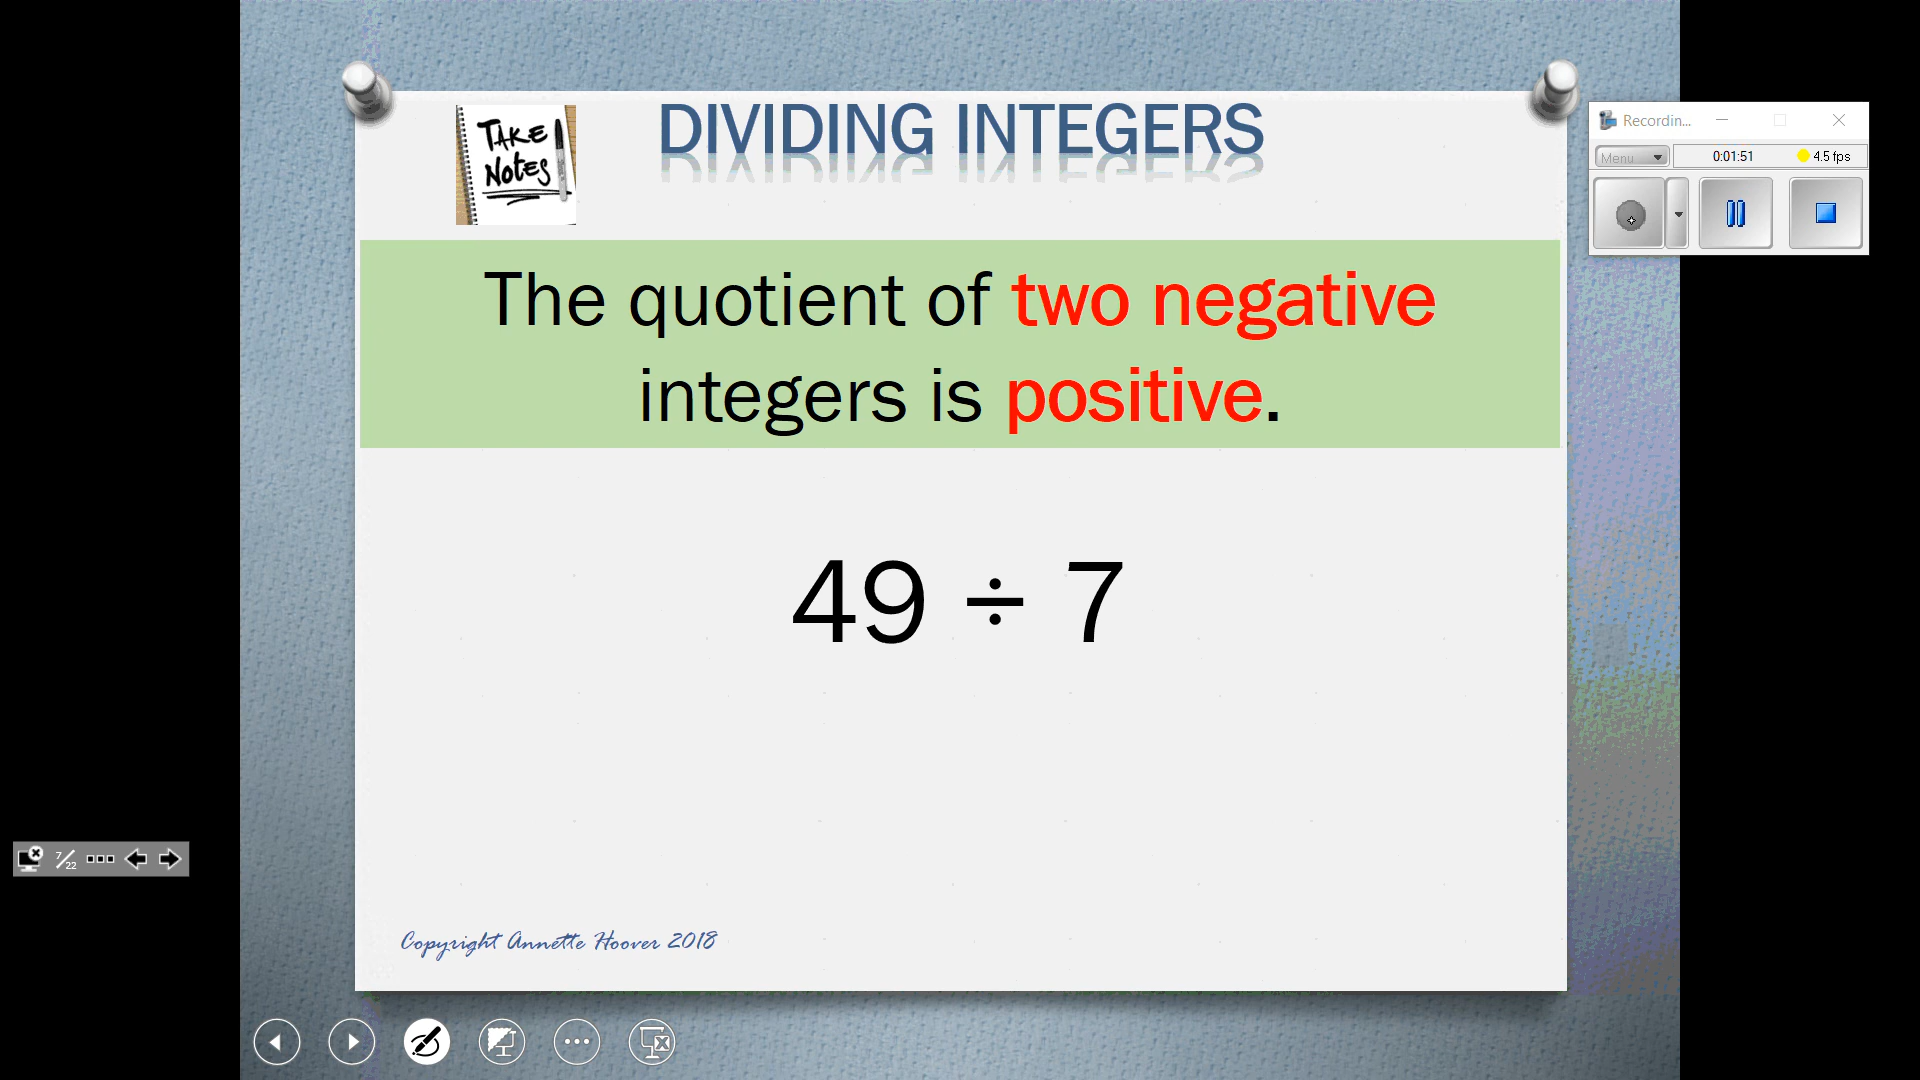 TAKE
NOTES
DIVIDING INTEGERS
The quotient of two negative
integers is positive.
49 ÷ 7
Copyright Annette Hoover 2018
Recordin...
Menu
0:01:51
4.5 fps
7/22